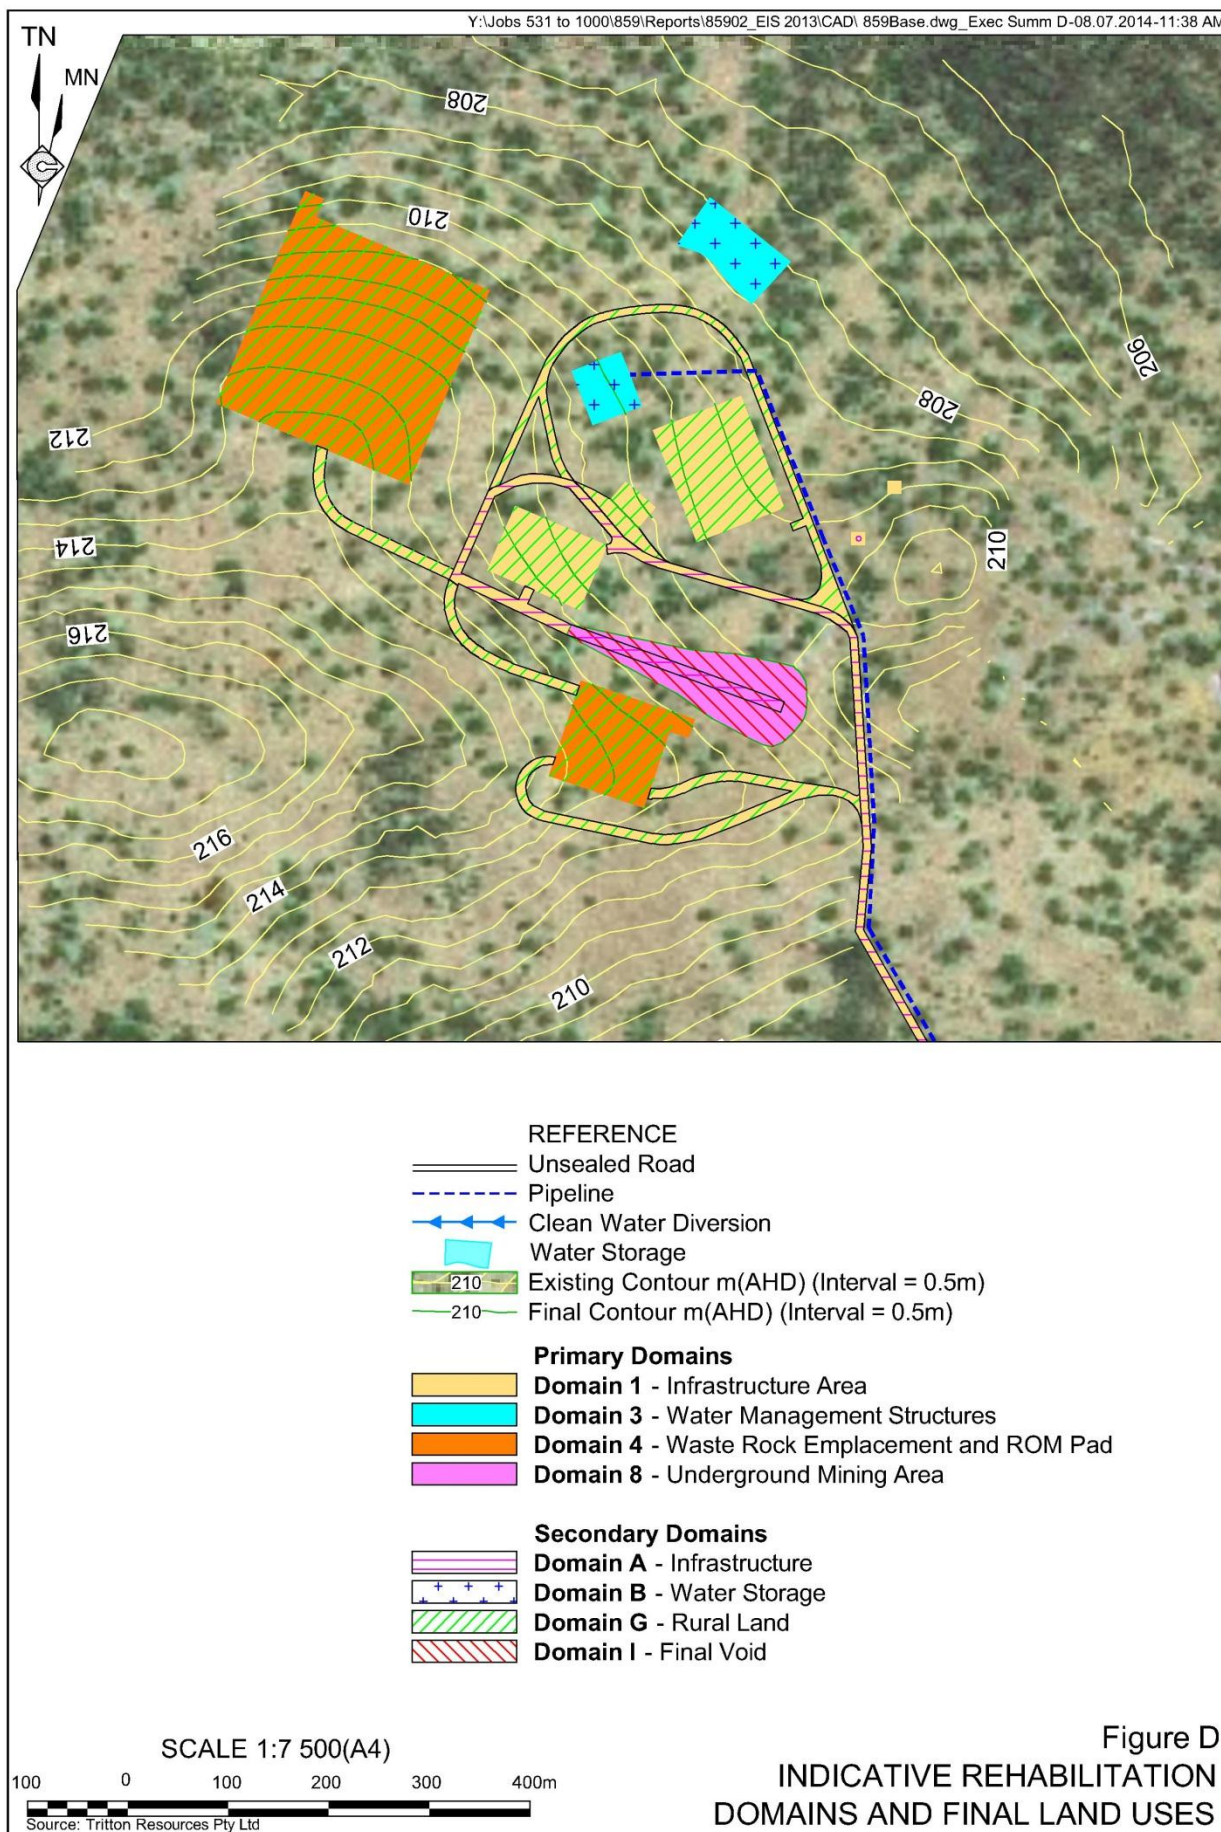 Y:\Jobs 531 to 1000\859\Reports\85902_EIS 2013\CAD\ 859Base.dwg_Exec Summ D-08.07.2014-11:38 AM
TN
MN
208
210
206
208
212
210
214
216
216
214
212
210
REFERENCE
Unsealed Road
Pipeline
Clean Water Diversion
Water Storage
210 Existing Contour m(AHD) (Interval = 0.5m)
210 Final Contour m(AHD) (Interval = 0.5m)
Primary Domains
Domain 1 - Infrastructure Area
Domain 3 - Water Management Structures
Domain 4 - Waste Rock Emplacement and ROM Pad
Domain 8 - Underground Mining Area
Secondary Domains
Domain A - Infrastructure
Domain B - Water Storage
Domain G - Rural Land
Domain I - Final Void
SCALE 1:7 500(A4)
100 0 100 200 300 400m
Source: Tritton Resources Pty Ltd
Figure D
INDICATIVE REHABILITATION
DOMAINS AND FINAL LAND USES